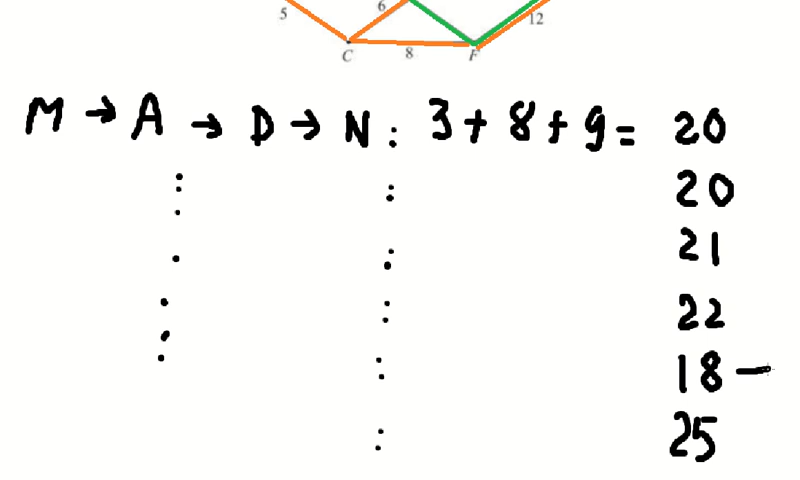 5
6
12
C
8
F
M → A → D → N : 3 + 8 + 9 = 20
: : 20
. : 21
. : 22
: : 18 –
: 25